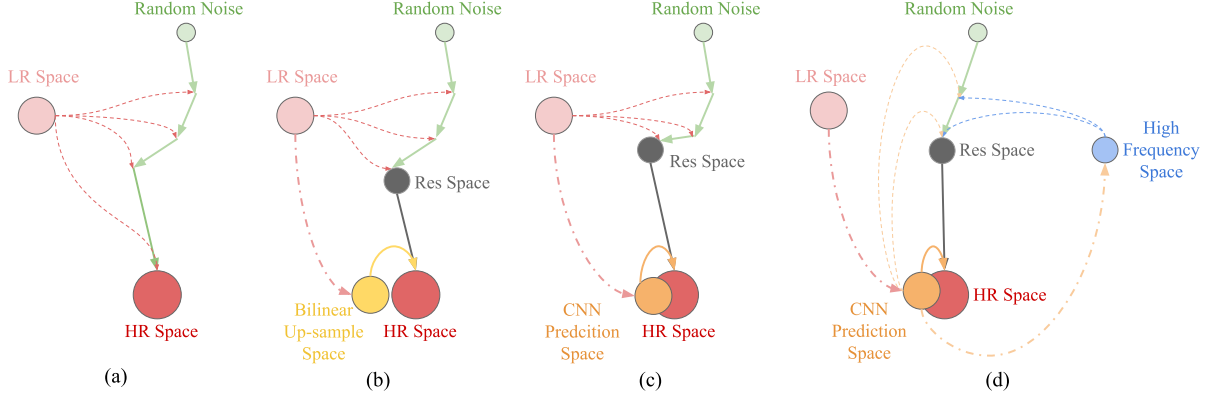 Random Noise
LR Space
HR Space
(a)
Random Noise
LR Space
Res Space
Bilinear
Up-sample
Space
HR Space
(b)
Random Noise
LR Space
Res Space
CNN
Predcition
Space
HR Space
(c)
Random Noise
LR Space
Res Space
High
Frequency
Space
HR Space
CNN
Prediction
Space
(d)